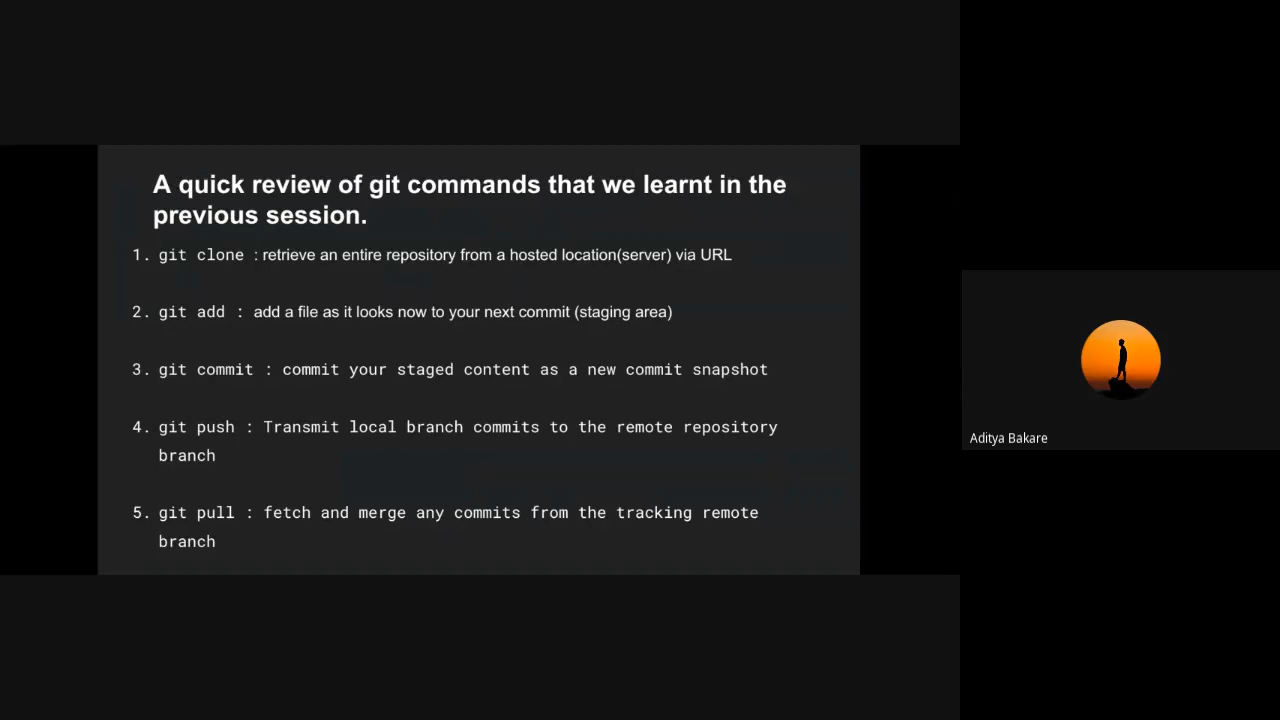 A quick review of git commands that we learnt in the
previous session.
1. git clone : retrieve an entire repository from a hosted location(server) via URL
2. git add : add a file as it looks now to your next commit (staging area)
3. git commit : commit your staged content as a new commit snapshot
4. git push : Transmit local branch commits to the remote repository
branch
5. git pull : fetch and merge any commits from the tracking remote
branch
Aditya Bakare